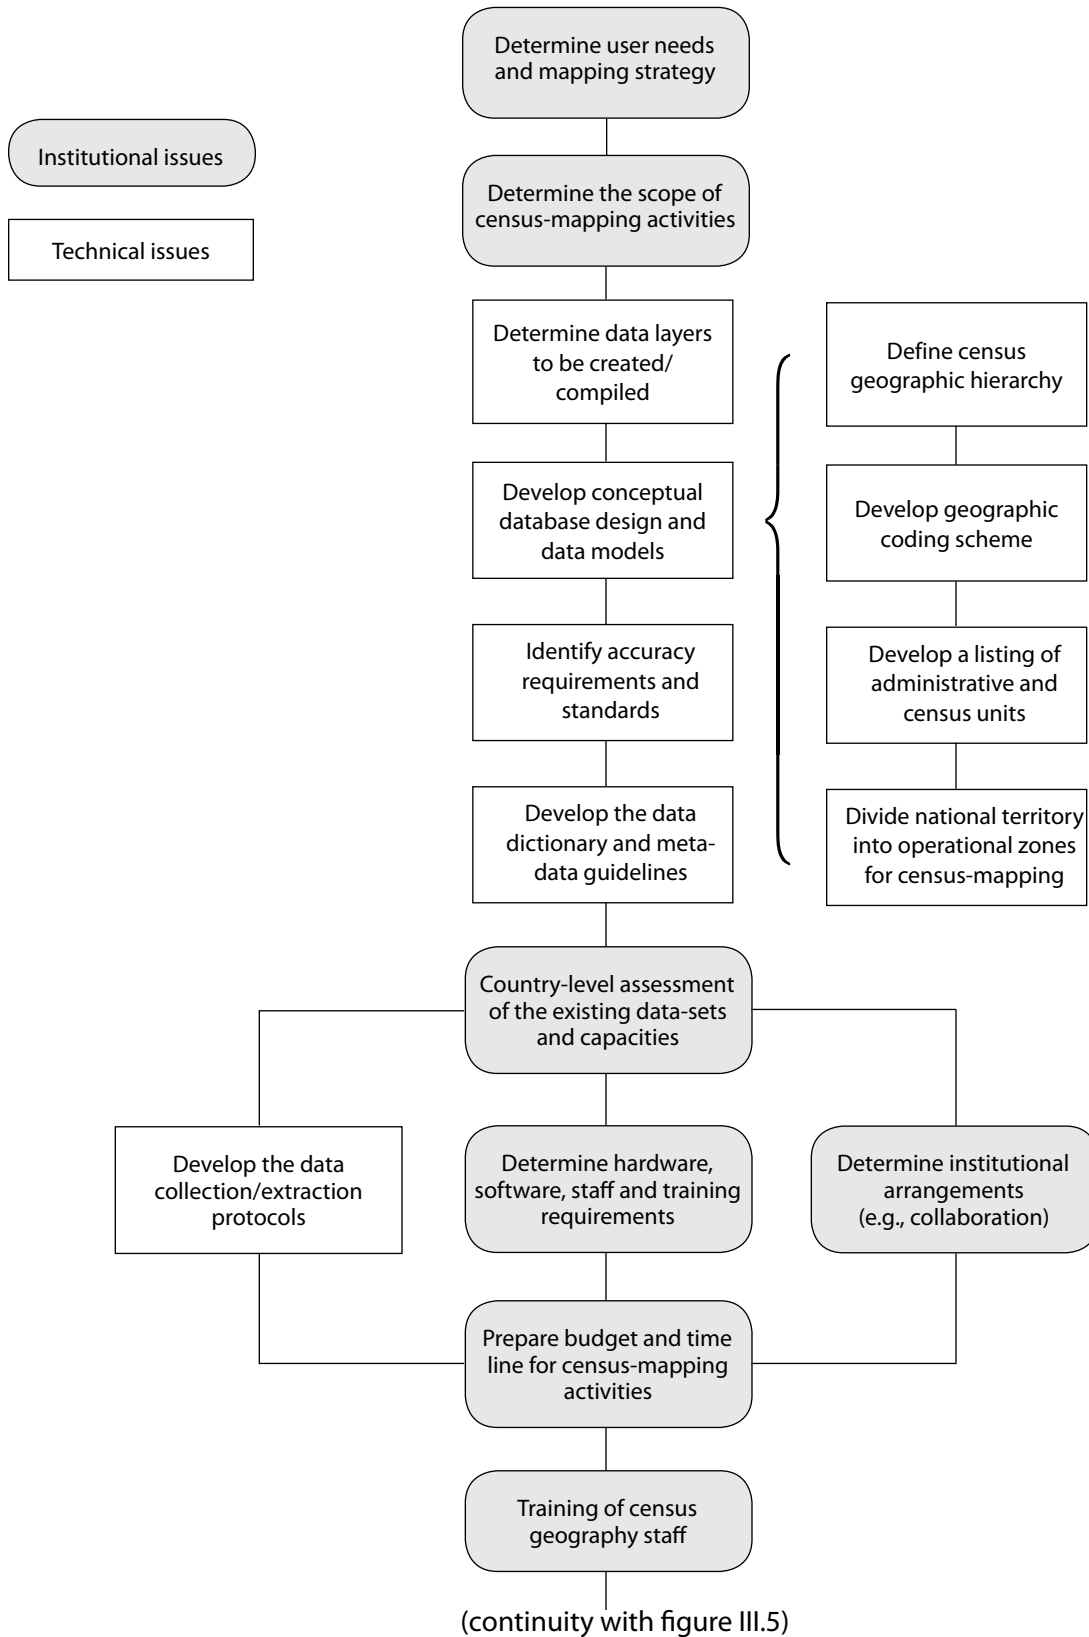 Determine user needs
and mapping strategy
Institutional issues
Technical issues
Determine the scope of
census-mapping activities
Determine data layers
to be created/
compiled
Develop conceptual
database design and
data models
Identify accuracy
requirements and
standards
Develop the data
dictionary and meta-
data guidelines
Define census
geographic hierarchy
Develop geographic
coding scheme
Develop a listing of
administrative and
census units
Divide national territory
into operational zones
for census-mapping
Country-level assessment
of the existing data-sets
and capacities
Develop the data
collection/extraction
protocols
Determine hardware,
software, staff and training
requirements
Determine institutional
arrangements
(e.g., collaboration)
Prepare budget and time
line for census-mapping
activities
Training of census
geography staff
(continuity with figure III.5)